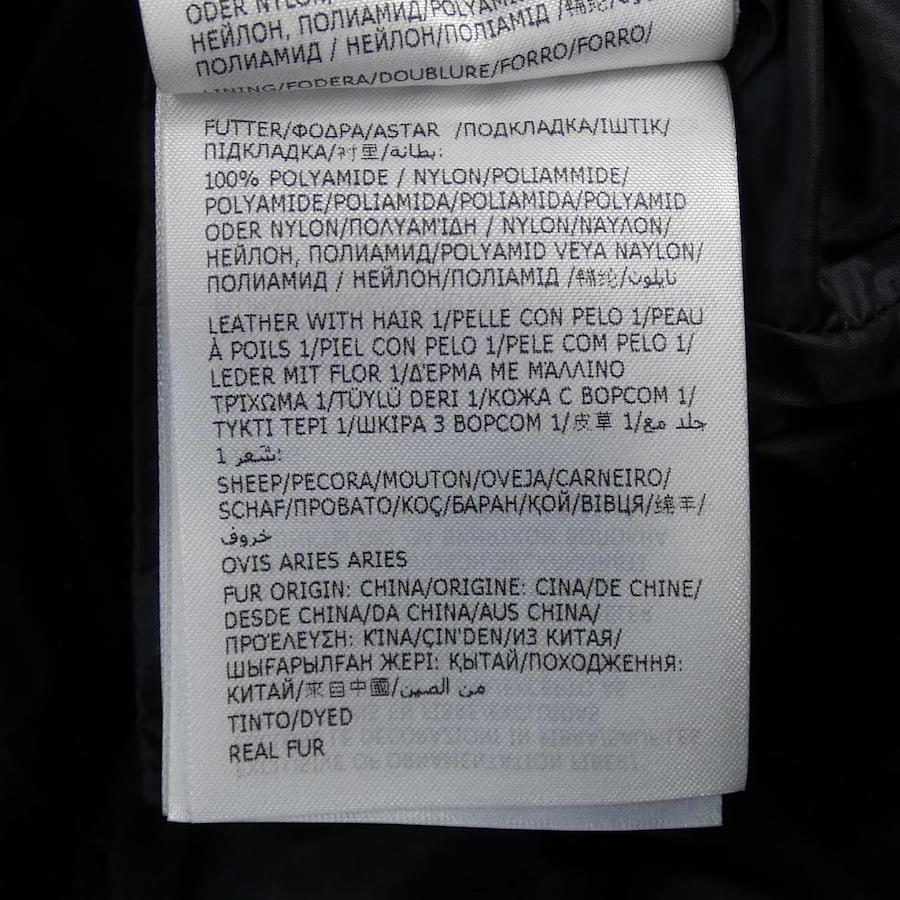 ODER NYLON/
НЕЙЛОН, ПОЛИАМИД/POLYAMID
ПОЛИАМИД / НЕЙЛОН/ПОЛІАМІД /
LINING/FODERA/DOUBLURE/FORRO/FORRO/
FUTTER/ΦΟΔΡΑ/ASTAR /ПОДКЛАДКА/ІШТІК/
ПІДКЛАДКА/衬里/بطانة:
100% POLYAMIDE / NYLON/POLIAMMIDE/
POLYAMIDE/POLIAMIDA/POLIAMIDA/POLYAMID
ODER NYLON/ΠΟΛΥΑΜΊΔΗ / NYLON/ΝΆΥΛΟΝ/
НЕЙЛОН, ПОЛИАМИД/POLYAMID VEYA NAYLON/
ПОЛИАМИД / НЕЙЛОН/ПОЛІАМІД /锦纶/نايلون
LEATHER WITH HAIR 1/PELLE CON PELO 1/PEAU
À POILS 1/PIEL CON PELO 1/PELE COM PELO 1/
LEDER MIT FLOR 1/ΔΈΡΜΑ ΜΕ ΜΆΛΛΙΝΟ
ΤΡΊΧΩΜΑ 1/TÜYLÜ DERI 1/КОЖА С ВОРСОМ 1/
ТҮКТІ ТЕРІ 1/ШКІРА З ВОРСОМ 1/皮草 1/جلد مع
شعر 1:
SHEEP/PECORA/MOUTON/OVEJA/CARNEIRO/
SCHAF/ΠΡΟΒΑΤΟ/KOÇ/БАРАН/ҚОЙ/ВІВЦЯ/绵羊/
خروف
OVIS ARIES ARIES
FUR ORIGIN: CHINA/ORIGINE: CINA/DE CHINE/
DESDE CHINA/DA CHINA/AUS CHINA/
ΠΡΟΈΛΕΥΣΗ: ΚΊΝΑ/ÇIN'DEN/ИЗ КИТАЯ/
ШЫҒАРЫЛҒАН ЖЕРІ: ҚЫТАЙ/ПОХОДЖЕННЯ:
КИТАЙ/來自中國/من الصين
TINTO/DYED
REAL FUR